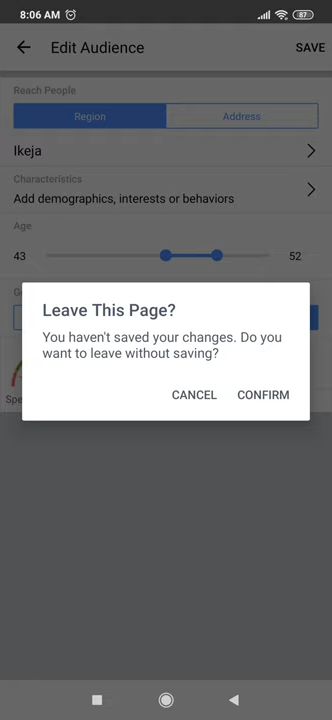 8:06 AM
87
Edit Audience
SAVE
Reach People
Region
Address
Ikeja
Characteristics
Add demographics, interests or behaviors
Age
43
52
Leave This Page?
You haven't saved your changes. Do you
want to leave without saving?
CANCEL
CONFIRM
Spe